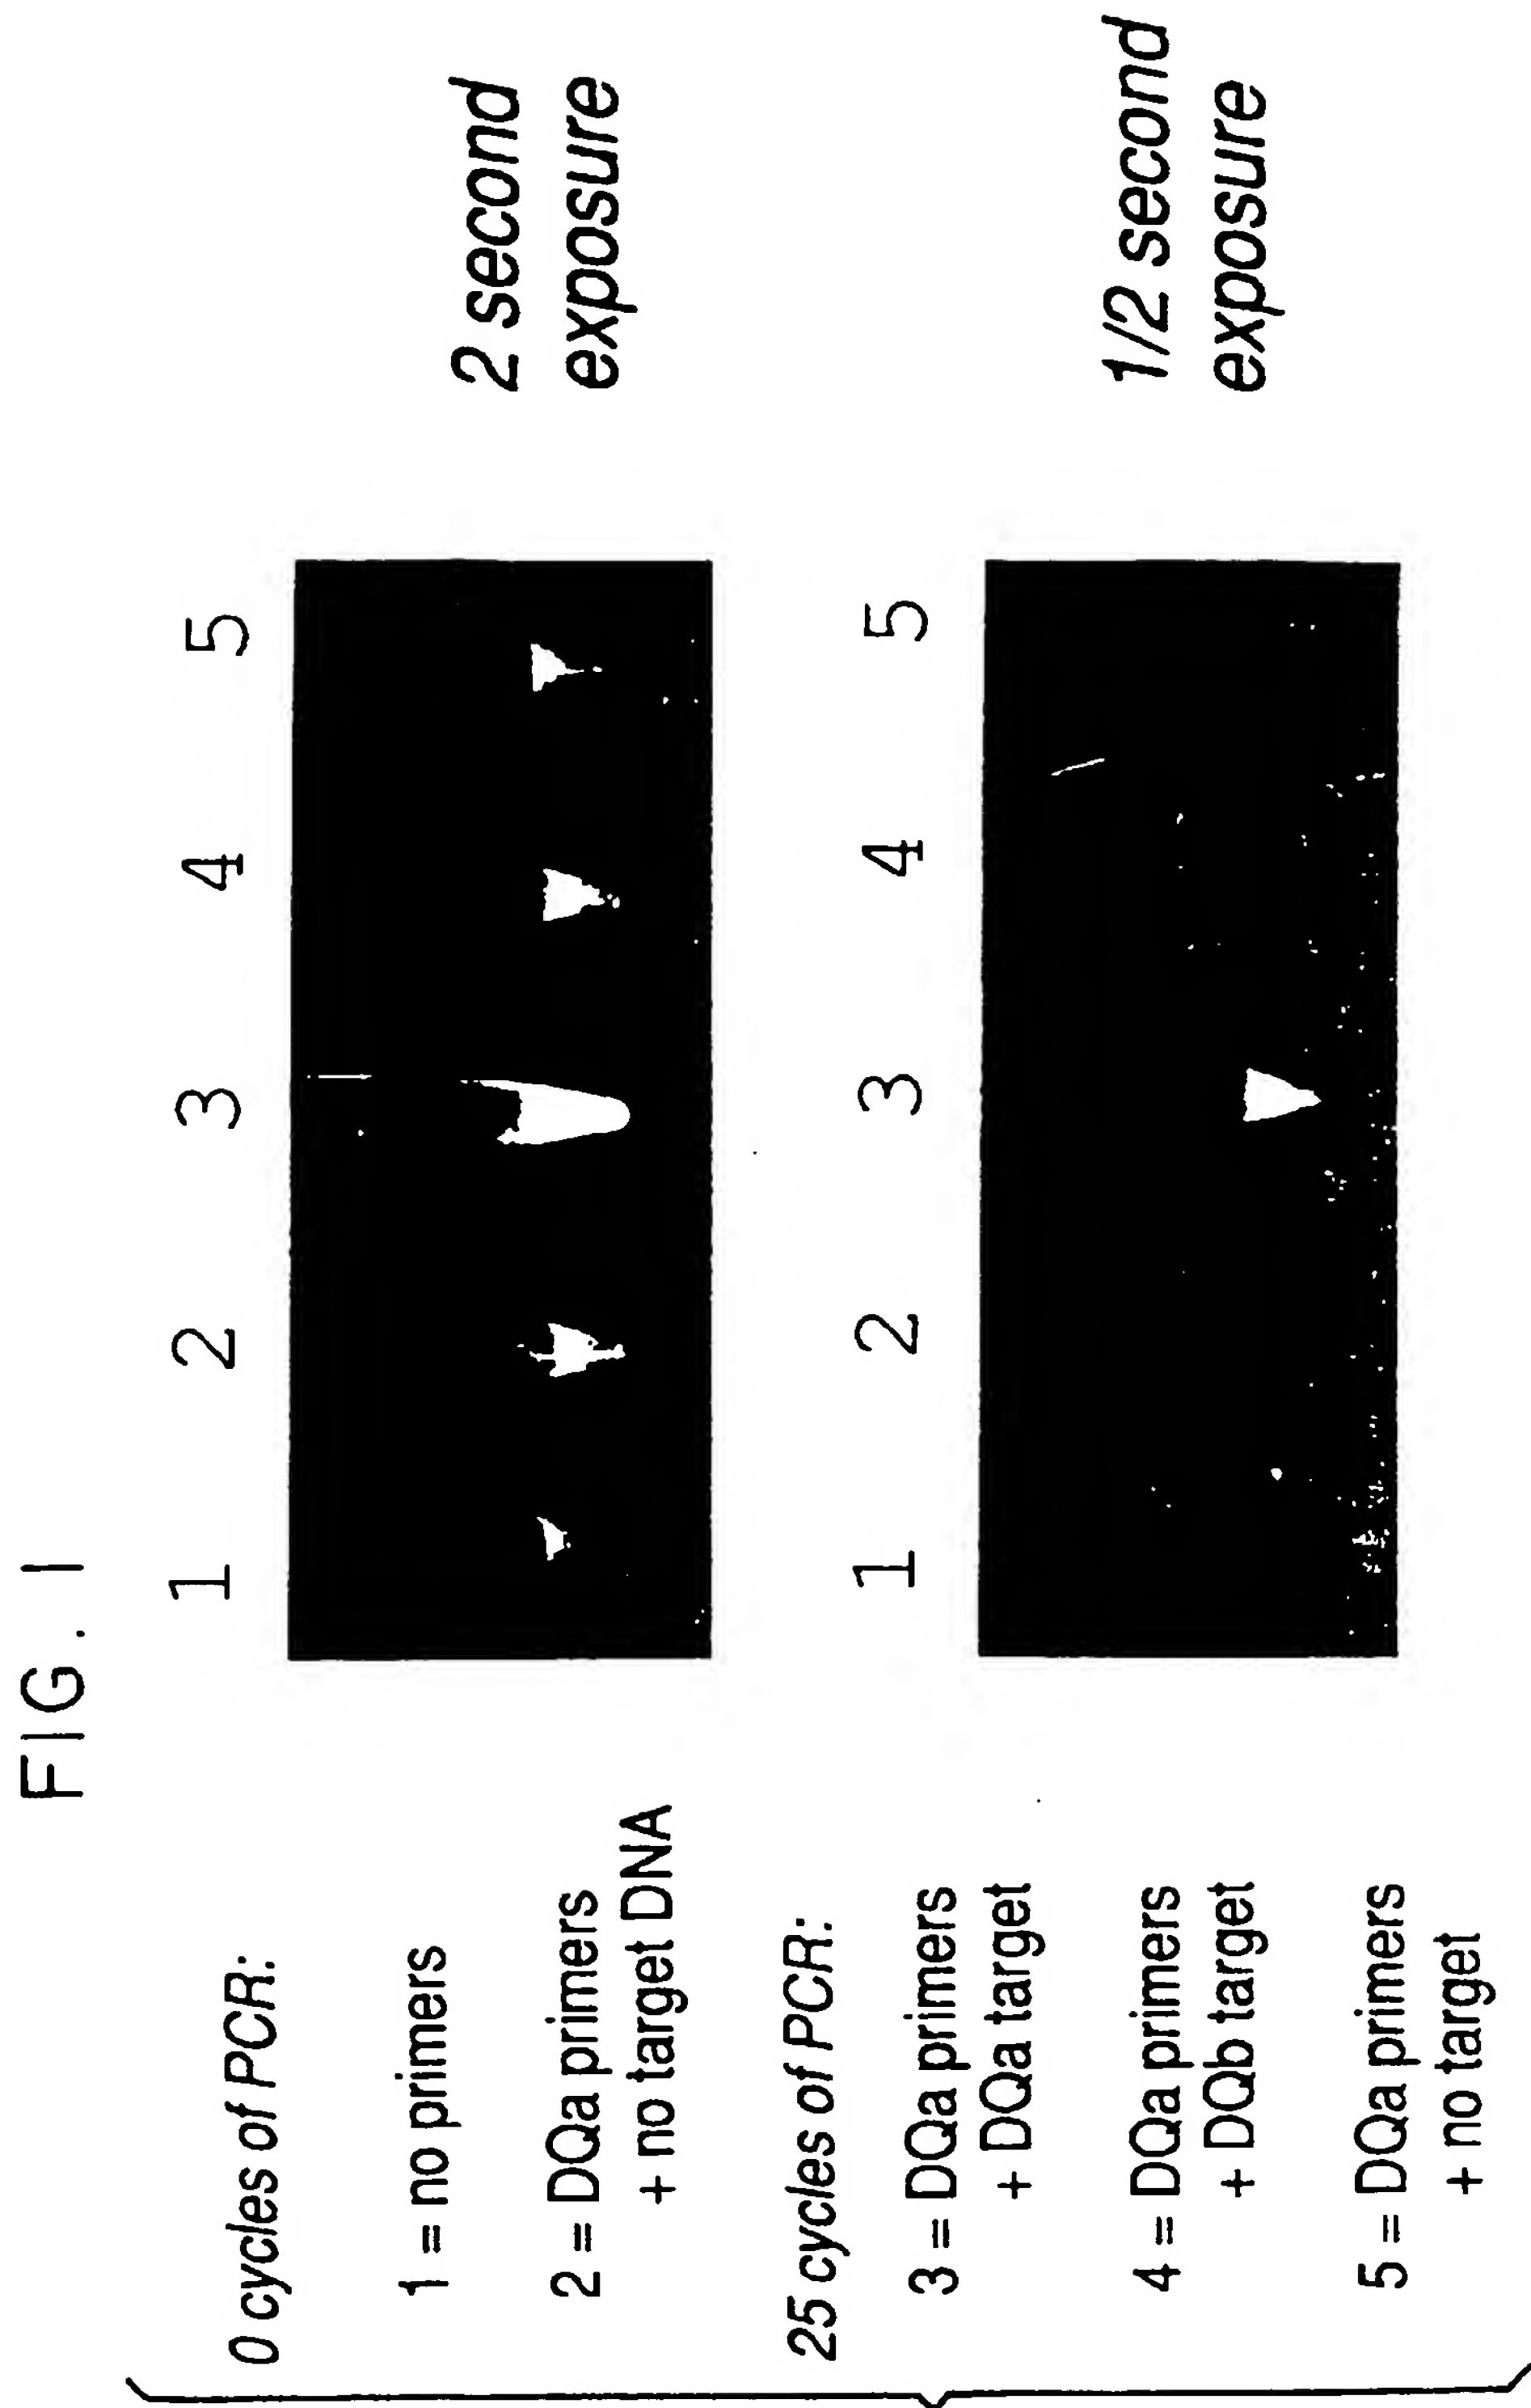 FIG. 1
0 cycles of PCR:
1 = no primers
2 = DQa primers
+ no target DNA
25 cycles of PCR:
3 = DQa primers
+ DQa target
4 = DQa primers
+ DQb target
5 = DQa primers
+ no target
1 2 3 4 5
2 second
exposure
1 2 3 4 5
1/2 second
exposure